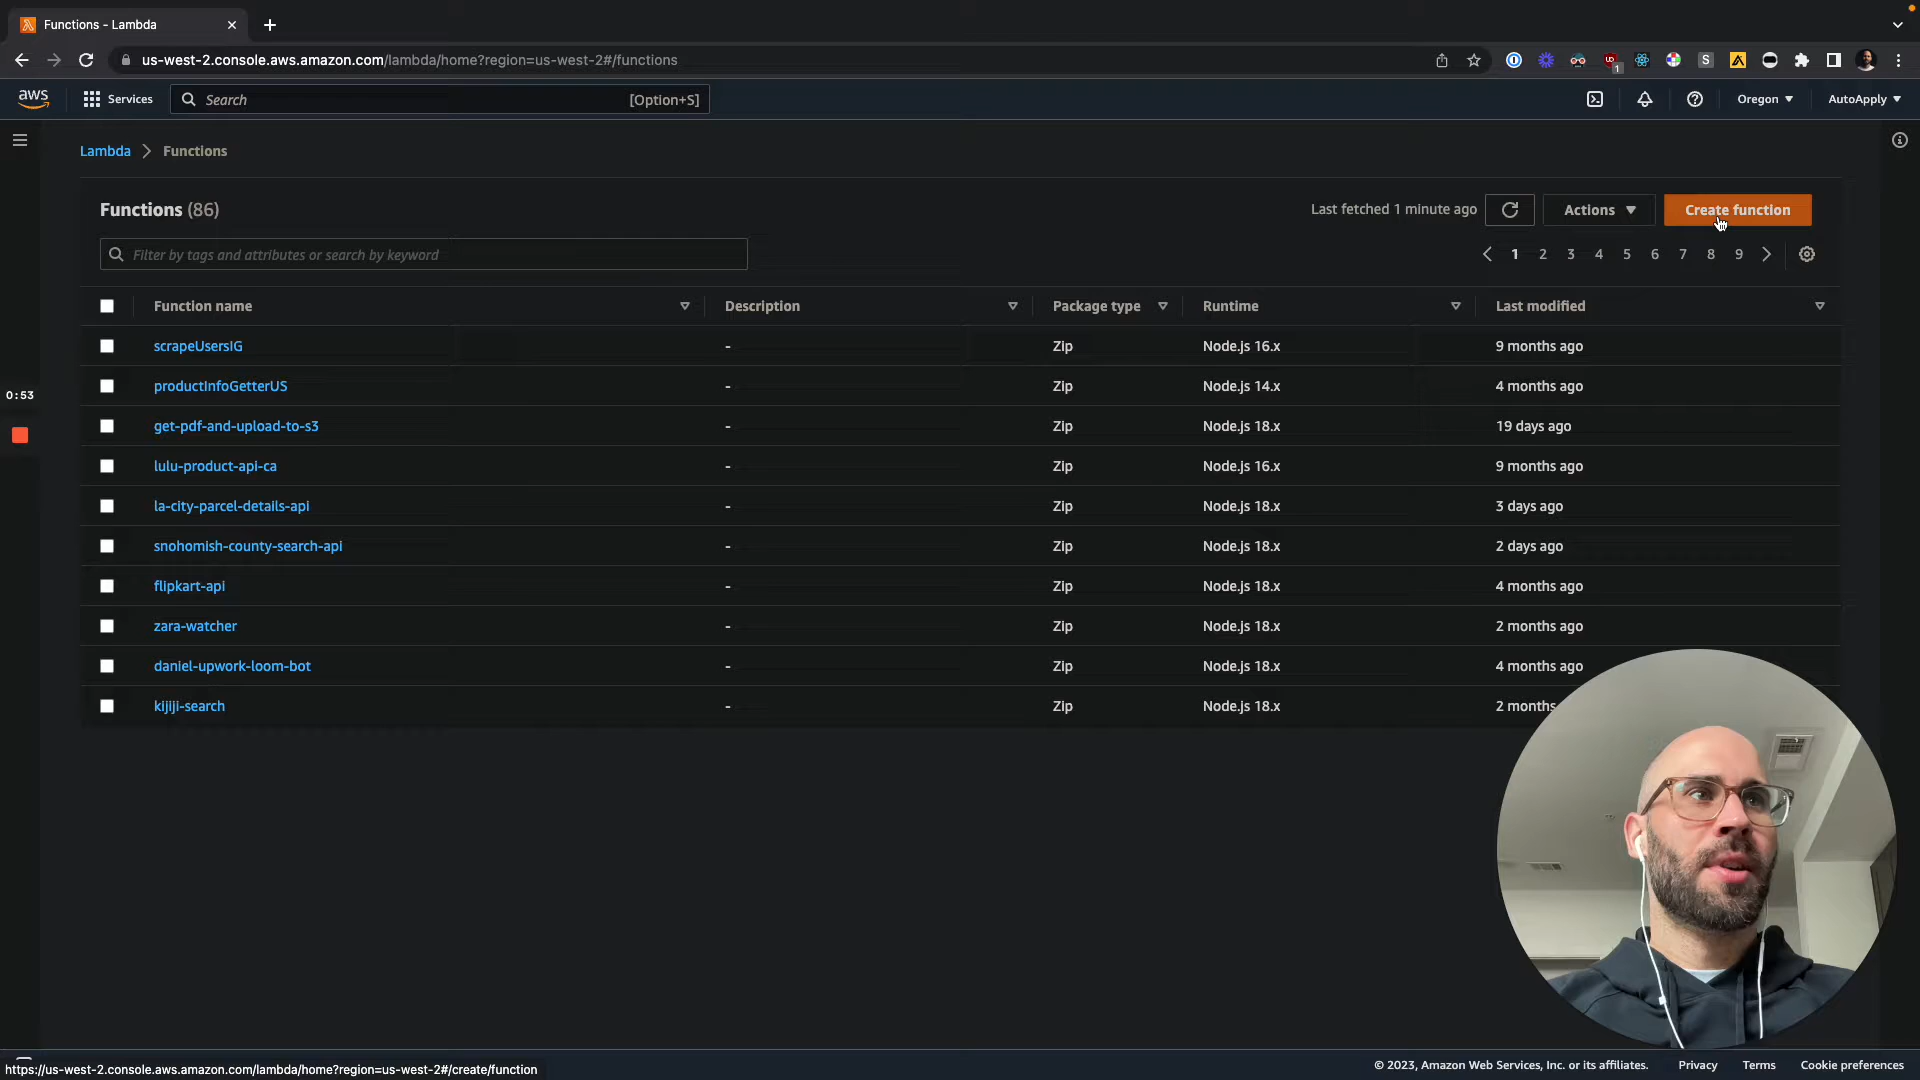 Functions - Lambda
us-west-2.console.aws.amazon.com/lambda/home?region=us-west-2#/functions
1
S
aws
Services
Search
[Option+S]
Oregon
AutoApply
Lambda
Functions
Functions (86)
Last fetched 1 minute ago
Actions
Create function
Filter by tags and attributes or search by keyword
1 2 3 4 5 6 7 8 9
Function name Description Package type Runtime Last modified
scrapeUsersIG - Zip Node.js 16.x 9 months ago
productInfoGetterUS - Zip Node.js 14.x 4 months ago
0:53
get-pdf-and-upload-to-s3 - Zip Node.js 18.x 19 days ago
lulu-product-api-ca - Zip Node.js 16.x 9 months ago
la-city-parcel-details-api - Zip Node.js 18.x 3 days ago
snohomish-county-search-api - Zip Node.js 18.x 2 days ago
flipkart-api - Zip Node.js 18.x 4 months ago
zara-watcher - Zip Node.js 18.x 2 months ago
daniel-upwork-loom-bot - Zip Node.js 18.x 4 months ago
kijiji-search - Zip Node.js 18.x 2 months
https://us-west-2.console.aws.amazon.com/lambda/home?region=us-west-2#/create/function
© 2023, Amazon Web Services, Inc. or its affiliates.
Privacy
Terms
Cookie preferences